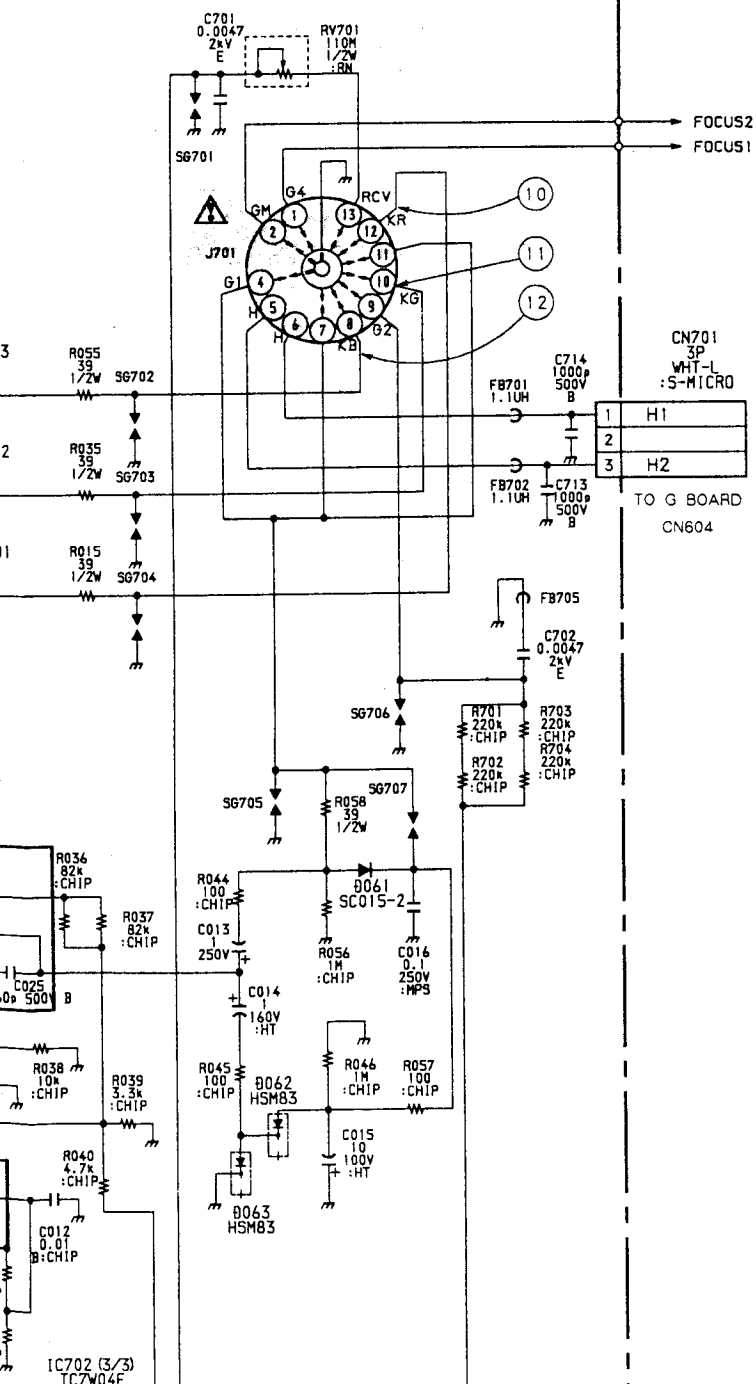 C701
0.0047
2kV
E
RV701
110M
1/2W
:RN
FOCUS2
FOCUS1
SG701
G4
RCV
GM
KR
10
1
13
2
12
J701
11
11
G1
4
10
KG
5
9
H
6
7
8
G2
H
KB
12
3
R055
39
1/2W
SG702
C714
1000p
500V
B
FB701
1.1UH
CN701
3P
WHT-L
:S-MICRO
1
H1
2
3
H2
2
R035
39
1/2W
SG703
FB702
1.1UH
C713
1000p
500V
B
TO G BOARD
CN604
R015
39
1/2W
SG704
FB705
C702
0.0047
2kV
E
SG706
R701
220k
:CHIP
R703
220k
:CHIP
R702
220k
:CHIP
R704
220k
:CHIP
SG705
R058
39
1/2W
SG707
R036
82k
:CHIP
R044
100
:CHIP
D061
SC015-2
R037
82k
:CHIP
C013
1
250V
+
R056
1M
:CHIP
C016
0.1
250V
:MPS
C025
0p 500V B
+
C014
1
160V
:HT
R038
10k
:CHIP
R039
3.3k
:CHIP
R045
100
:CHIP
D062
HSM83
R046
1M
:CHIP
R057
100
:CHIP
C015
10
100V
:HT
+
R040
4.7k
:CHIP
D063
HSM83
C012
0.01
B:CHIP
IC702 (3/3)
TC7W04F